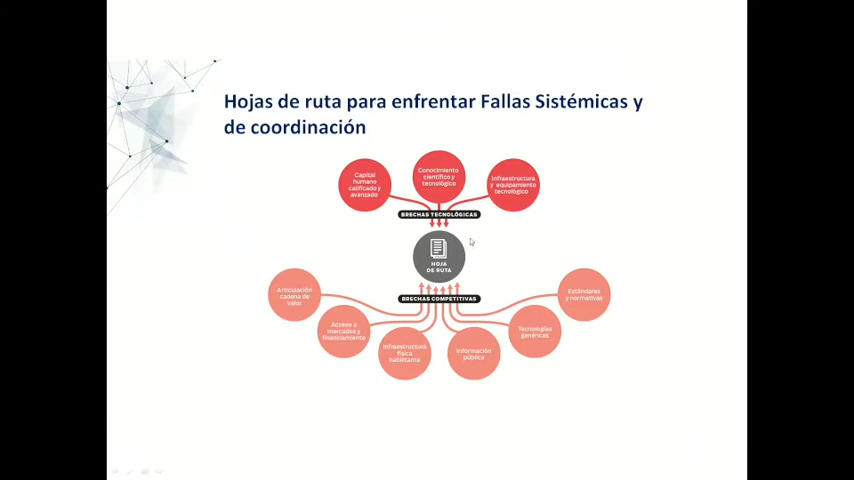 Hojas de ruta para enfrentar Fallas Sistémicas y
de coordinación
Capital
humano
calificado y
avanzado
Conocimiento
científico y
tecnológico
Infraestructura
y equipamiento
tecnológico
BRECHAS TECNOLÓGICAS
HOJA
DE RUTA
BRECHAS COMPETITIVAS
Articulación
cadena de
valor
Acceso a
mercados y
financiamiento
Infraestructura
física
habilitante
Información
pública
Tecnologías
genéricas
Estándares
y normativas